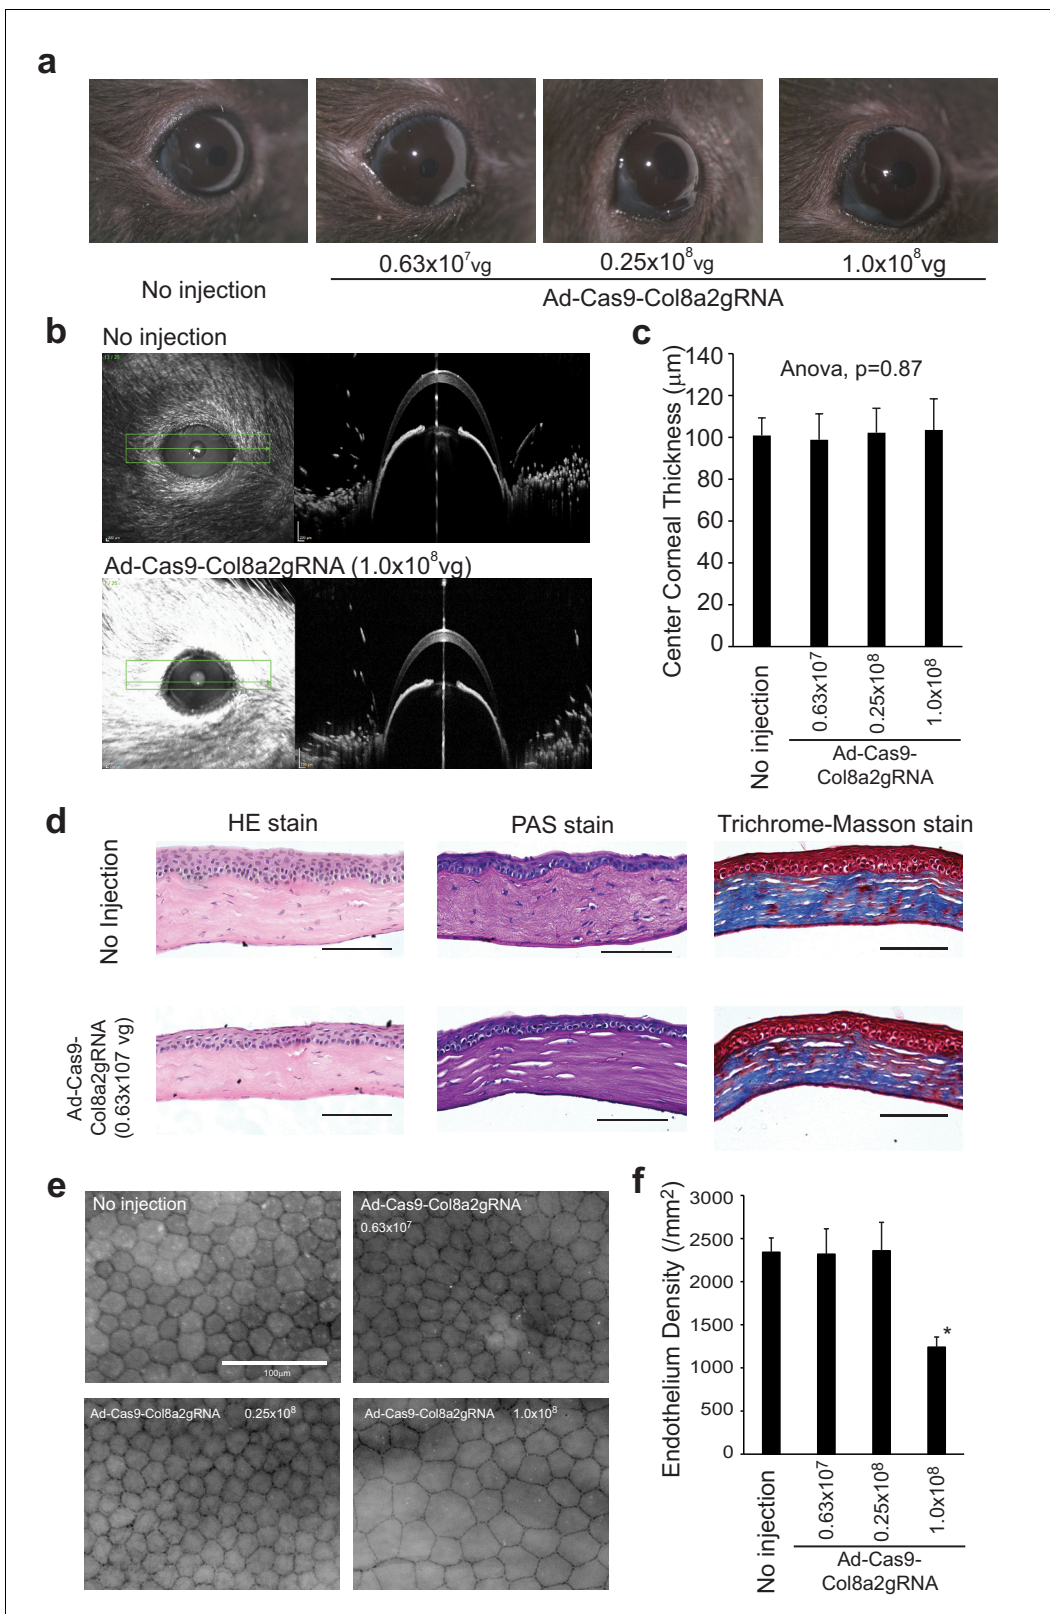 a
No injection
0.63x10⁷vg
0.25x10⁸vg
1.0x10⁸vg
Ad-Cas9-Col8a2gRNA
b
No injection
Ad-Cas9-Col8a2gRNA (1.0x10⁸vg)
c
Center Corneal Thickness (μm)
140
120
100
80
60
40
20
0
Anova, p=0.87
No injection
0.63x10⁷
0.25x10⁸
1.0x10⁸
Ad-Cas9-
Col8a2gRNA
d
HE stain
PAS stain
Trichrome-Masson stain
No Injection
Ad-Cas9-
Col8a2gRNA
(0.63x107 vg)
e
No injection
100μm
Ad-Cas9-Col8a2gRNA
0.63x10⁷
Ad-Cas9-Col8a2gRNA 0.25x10⁸
Ad-Cas9-Col8a2gRNA 1.0x10⁸
f
Endothelium Density (/mm²)
3000
2500
2000
1500
1000
500
0
*
No injection
0.63x10⁷
0.25x10⁸
1.0x10⁸
Ad-Cas9-
Col8a2gRNA